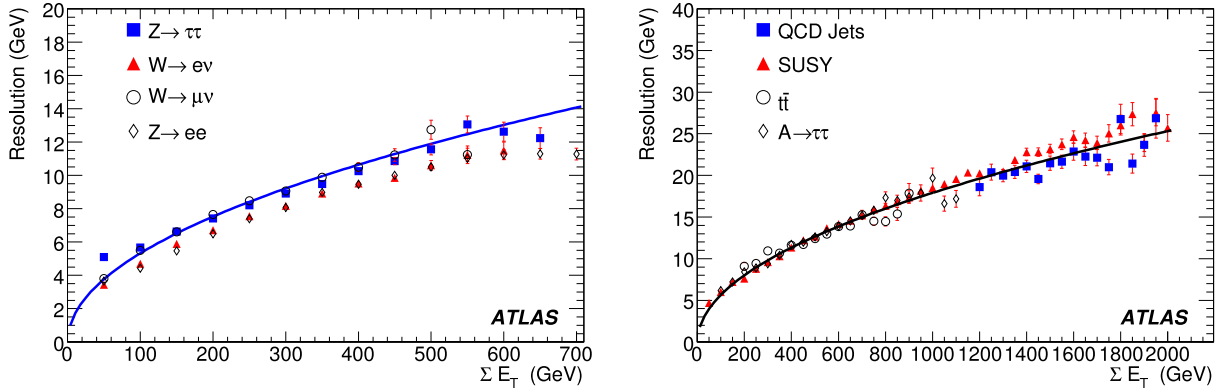 Resolution (GeV)
20
18
16
14
12
10
8
6
4
2
0
Z→ ττ
W→ eν
W→ μν
Z→ ee
ATLAS
0 100 200 300 400 500 600 700
Σ E_T (GeV)
Resolution (GeV)
40
35
30
25
20
15
10
5
0
QCD Jets
SUSY
tt̄
A→ττ
ATLAS
0 200 400 600 800 1000 1200 1400 1600 1800 2000
Σ E_T (GeV)